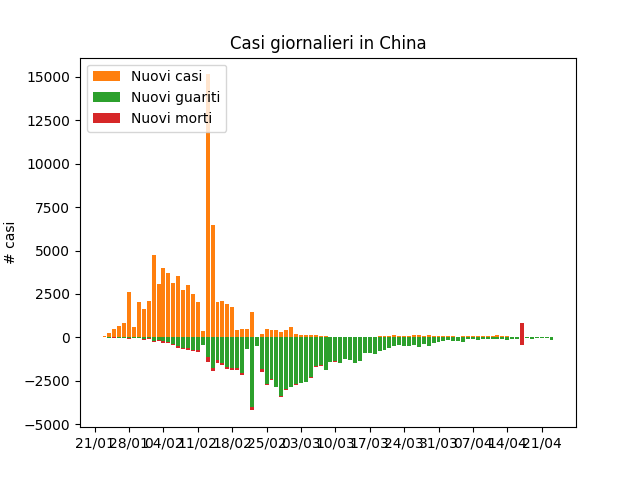 Casi giornalieri in China
Nuovi casi
Nuovi guariti
Nuovi morti
# casi
15000
12500
10000
7500
5000
2500
0
−2500
−5000
21/01 28/01 04/02 11/02 18/02 25/02 03/03 10/03 17/03 24/03 31/03 07/04 14/04 21/04